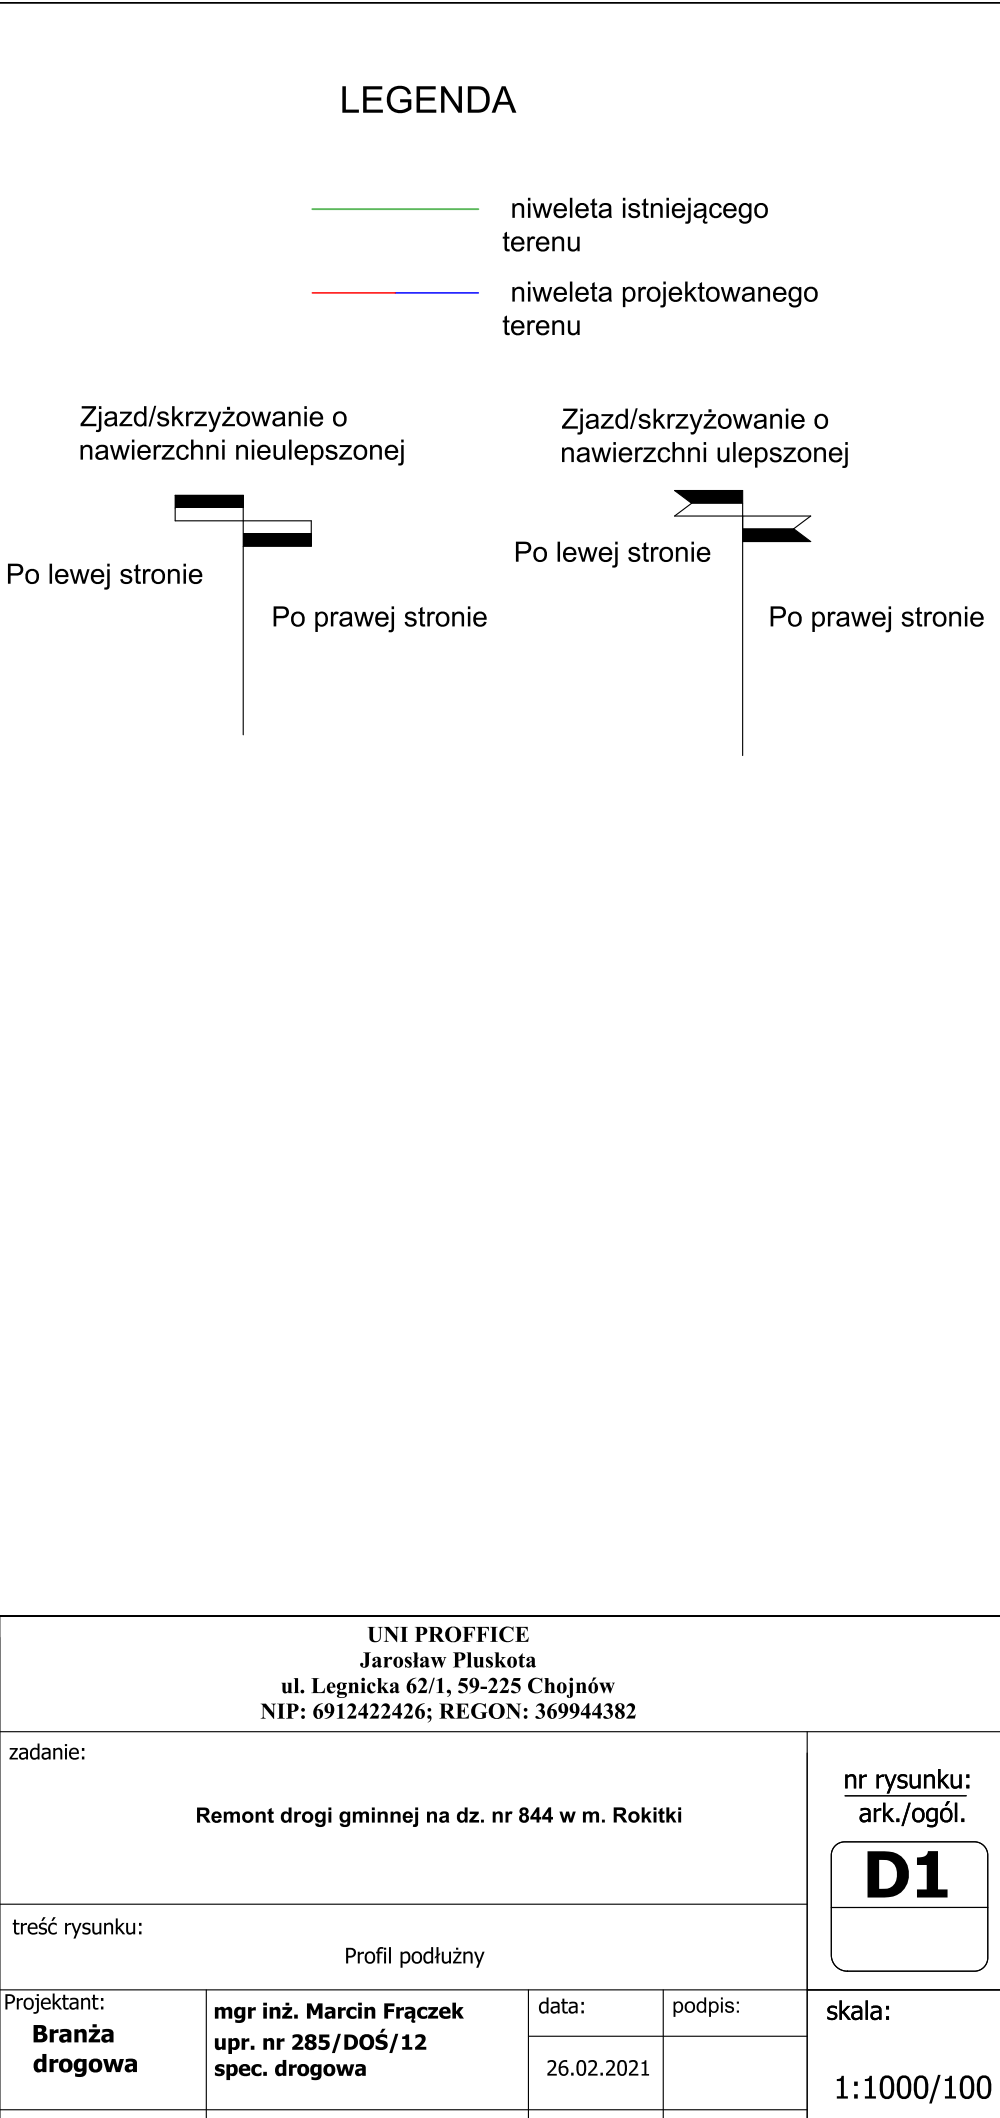 LEGENDA
niweleta istniejącego
terenu
niweleta projektowanego
terenu
Zjazd/skrzyżowanie o
nawierzchni nieulepszonej
Po lewej stronie
Po prawej stronie
Zjazd/skrzyżowanie o
nawierzchni ulepszonej
Po lewej stronie
Po prawej stronie
UNI PROFFICE
Jarosław Pluskota
ul. Legnicka 62/1, 59-225 Chojnów
NIP: 6912422426; REGON: 369944382
zadanie:
Remont drogi gminnej na dz. nr 844 w m. Rokitki
nr rysunku:
ark./ogól.
D1
treść rysunku:
Profil podłużny
Projektant:
Branża
drogowa
mgr inż. Marcin Frączek
upr. nr 285/DOŚ/12
spec. drogowa
data:
26.02.2021
podpis:
skala:
1:1000/100